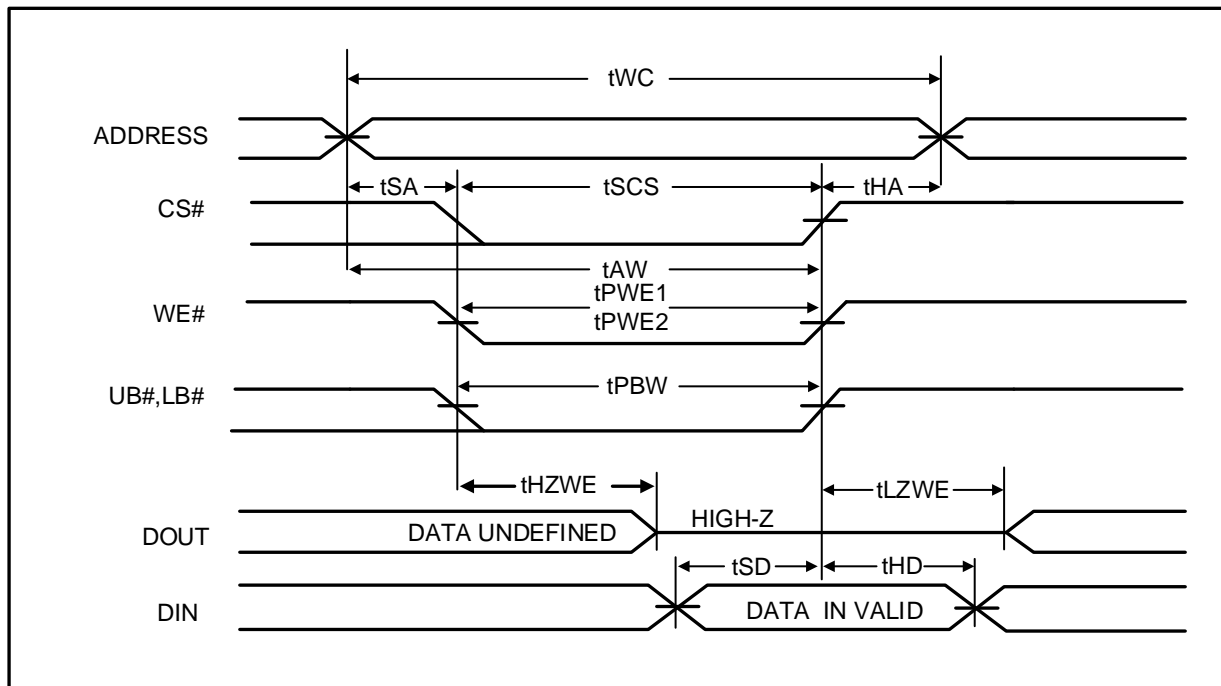 tWC
ADDRESS
tSA tSCS tHA
CS#
tAW
tPWE1
WE#
tPWE2
tPBW
UB#,LB#
tHZWE tLZWE
HIGH-Z
DOUT DATA UNDEFINED
tSD tHD
DIN DATA IN VALID